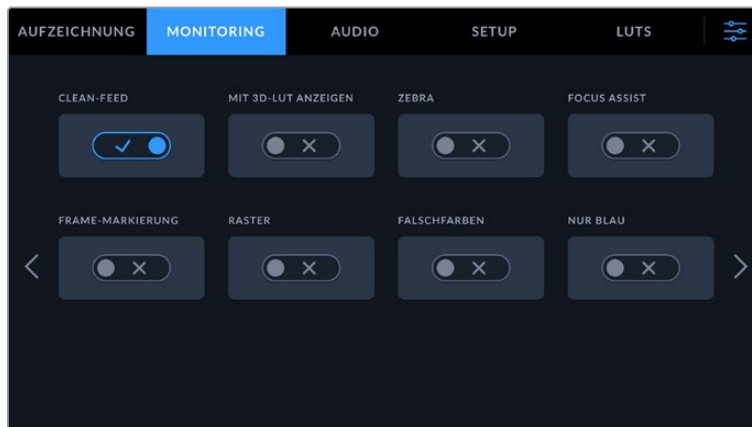 AUFZEICHNUNG MONITORING AUDIO SETUP LUTS
CLEAN-FEED MIT 3D-LUT ANZEIGEN ZEBRA FOCUS ASSIST
FRAME-MARKIERUNG RASTER FALSCHFARBEN NUR BLAU